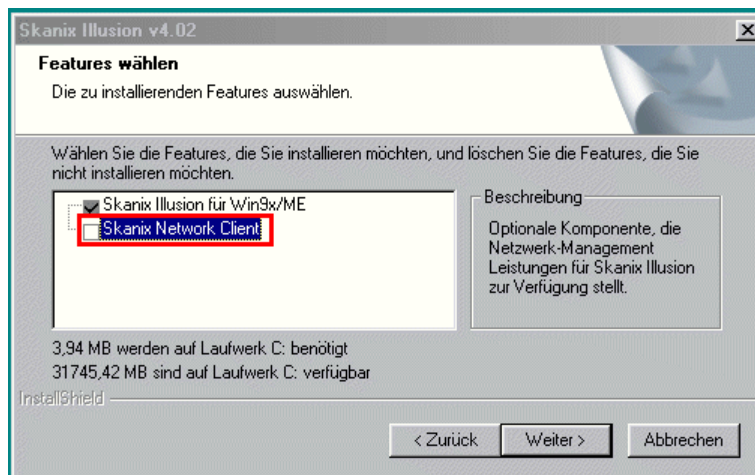 Skanix Illusion v4.02
Features wählen
Die zu installierenden Features auswählen.
Wählen Sie die Features, die Sie installieren möchten, und löschen Sie die Features, die Sie
nicht installieren möchten.
Skanix Illusion für Win9x/ME
Skanix Network Client
Beschreibung
Optionale Komponente, die
Netzwerk-Management
Leistungen für Skanix Illusion
zur Verfügung stellt.
3,94 MB werden auf Laufwerk C: benötigt
31745,42 MB sind auf Laufwerk C: verfügbar
InstallShield
< Zurück
Weiter >
Abbrechen